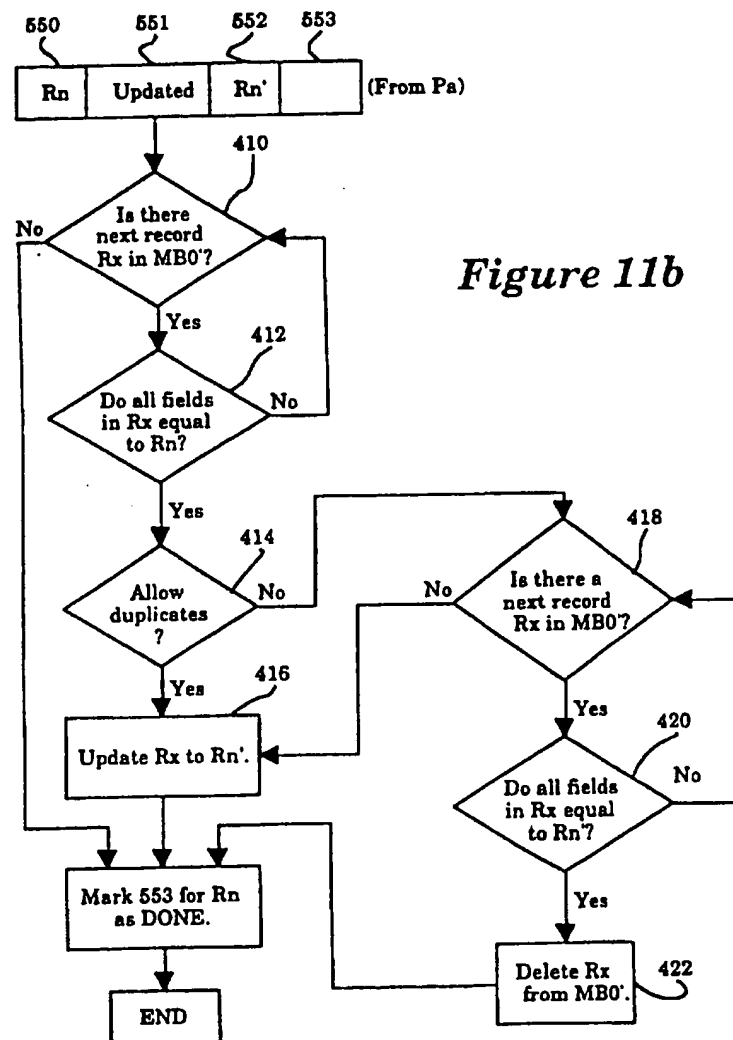 550
551
552
553
Rn
Updated
Rn'
(From Pa)
410
Is there
next record
Rx in MB0'?
No
Yes
Figure 11b
412
Do all fields
in Rx equal
to Rn?
No
Yes
414
Allow
duplicates
?
No
Yes
416
Update Rx to Rn'.
418
Is there a
next record
Rx in MB0'?
No
Yes
420
Do all fields
in Rx equal
to Rn'?
No
Yes
Mark 553 for Rn
as DONE.
Delete Rx
from MB0'.
422
END